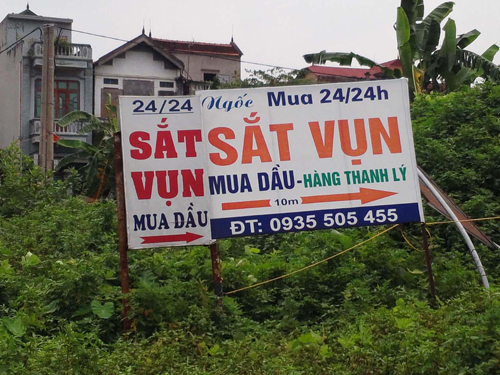 24/24
SẮT
VỤN
MUA DẦU
Ngốc Mua 24/24h
SẮT VỤN
MUA DẦU-HÀNG THANH LÝ
10m
ĐT: 0935 505 455